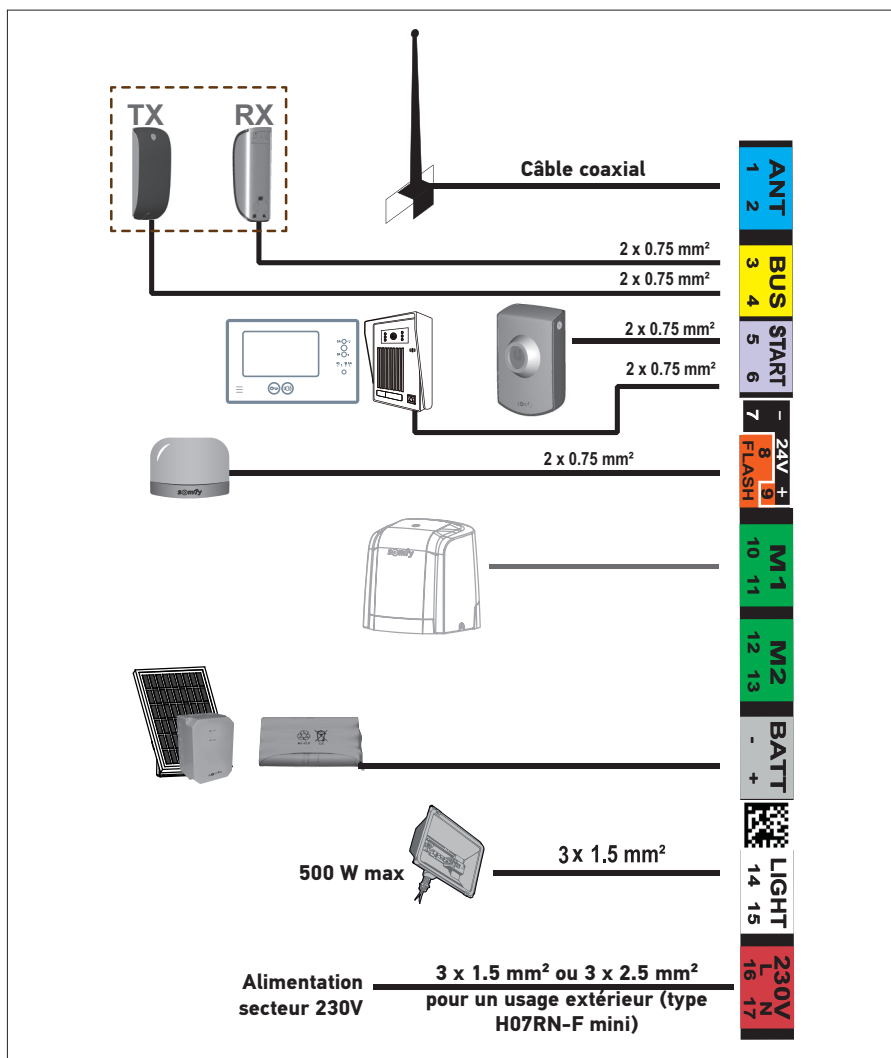 TX RX
Câble coaxial
ANT
1 2
2 x 0.75 mm²
2 x 0.75 mm²
BUS
3 4
2 x 0.75 mm²
2 x 0.75 mm²
START
5 6
somfy
2 x 0.75 mm²
- 24V +
7 8 9
FLASH
somfy
M1
10 11
M2
12 13
BATT
- +
500 W max
3 x 1.5 mm²
LIGHT
14 15
Alimentation
secteur 230V
3 x 1.5 mm² ou 3 x 2.5 mm²
pour un usage extérieur (type
H07RN-F mini)
230V
L N
16 17